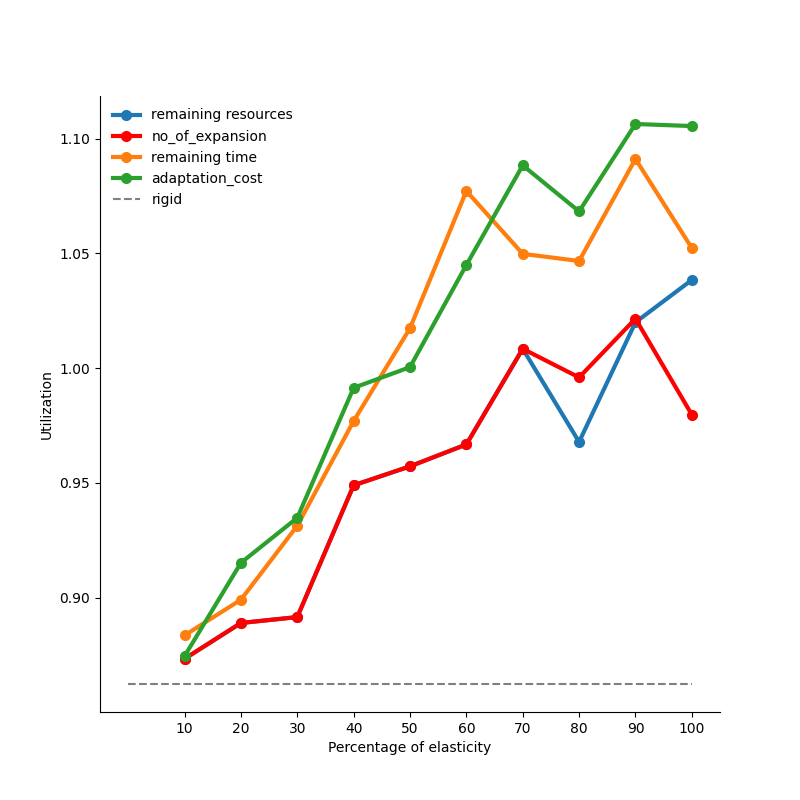 remaining resources
no_of_expansion
remaining time
adaptation_cost
rigid
Utilization
1.10
1.05
1.00
0.95
0.90
10 20 30 40 50 60 70 80 90 100
Percentage of elasticity